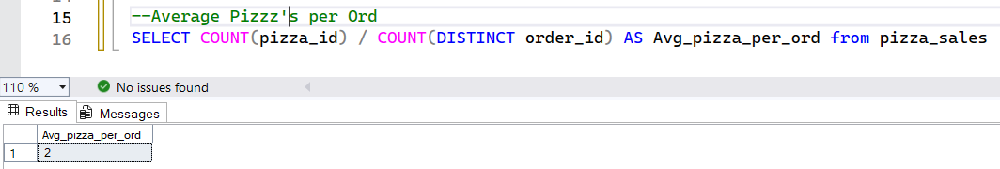 15 --Average Pizzz's per Ord
16 SELECT COUNT(pizza_id) / COUNT(DISTINCT order_id) AS Avg_pizza_per_ord from pizza_sales
110 % No issues found
Results Messages
Avg_pizza_per_ord
1 2